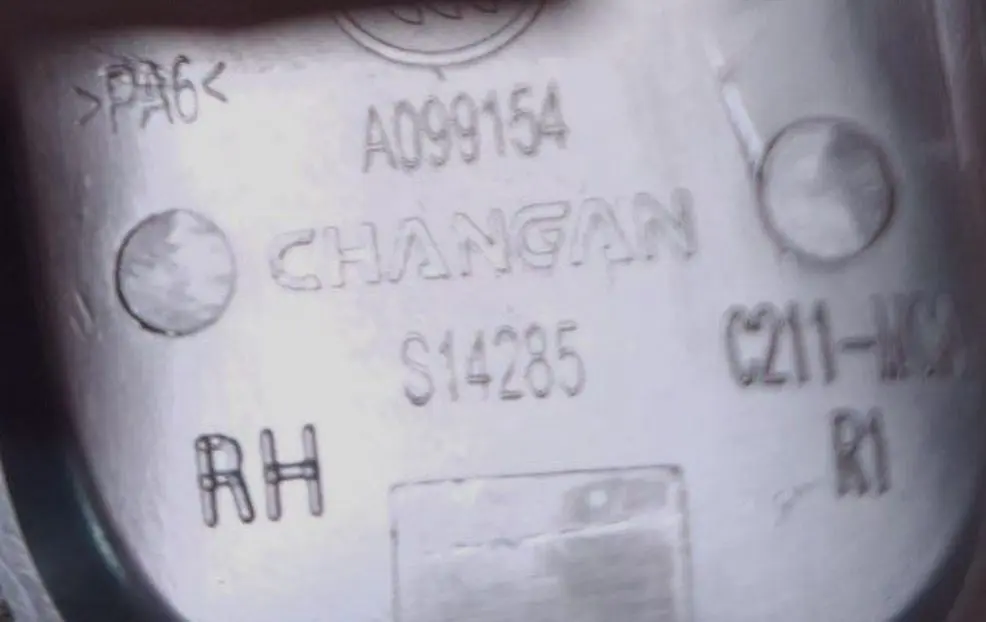 >PA6<
A099154
CHANGAN
S14285
RH
R1